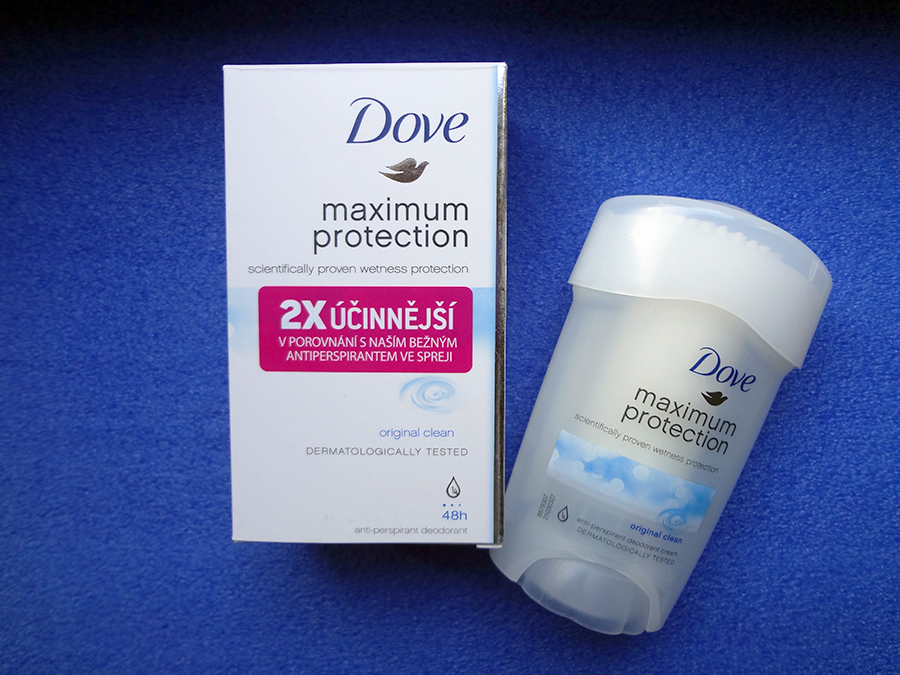 Dove
maximum
protection
scientifically proven wetness protection
2X ÚČINNĚJŠÍ
V POROVNÁNÍ S NAŠÍM BEŽNÝM
ANTIPERSPIRANTEM VE SPREJI
original clean
DERMATOLOGICALLY TESTED
48h
anti-perspirant deodorant
Dove
maximum
protection
scientifically proven wetness protection
original clean
anti-perspirant deodorant cream
DERMATOLOGICALLY TESTED